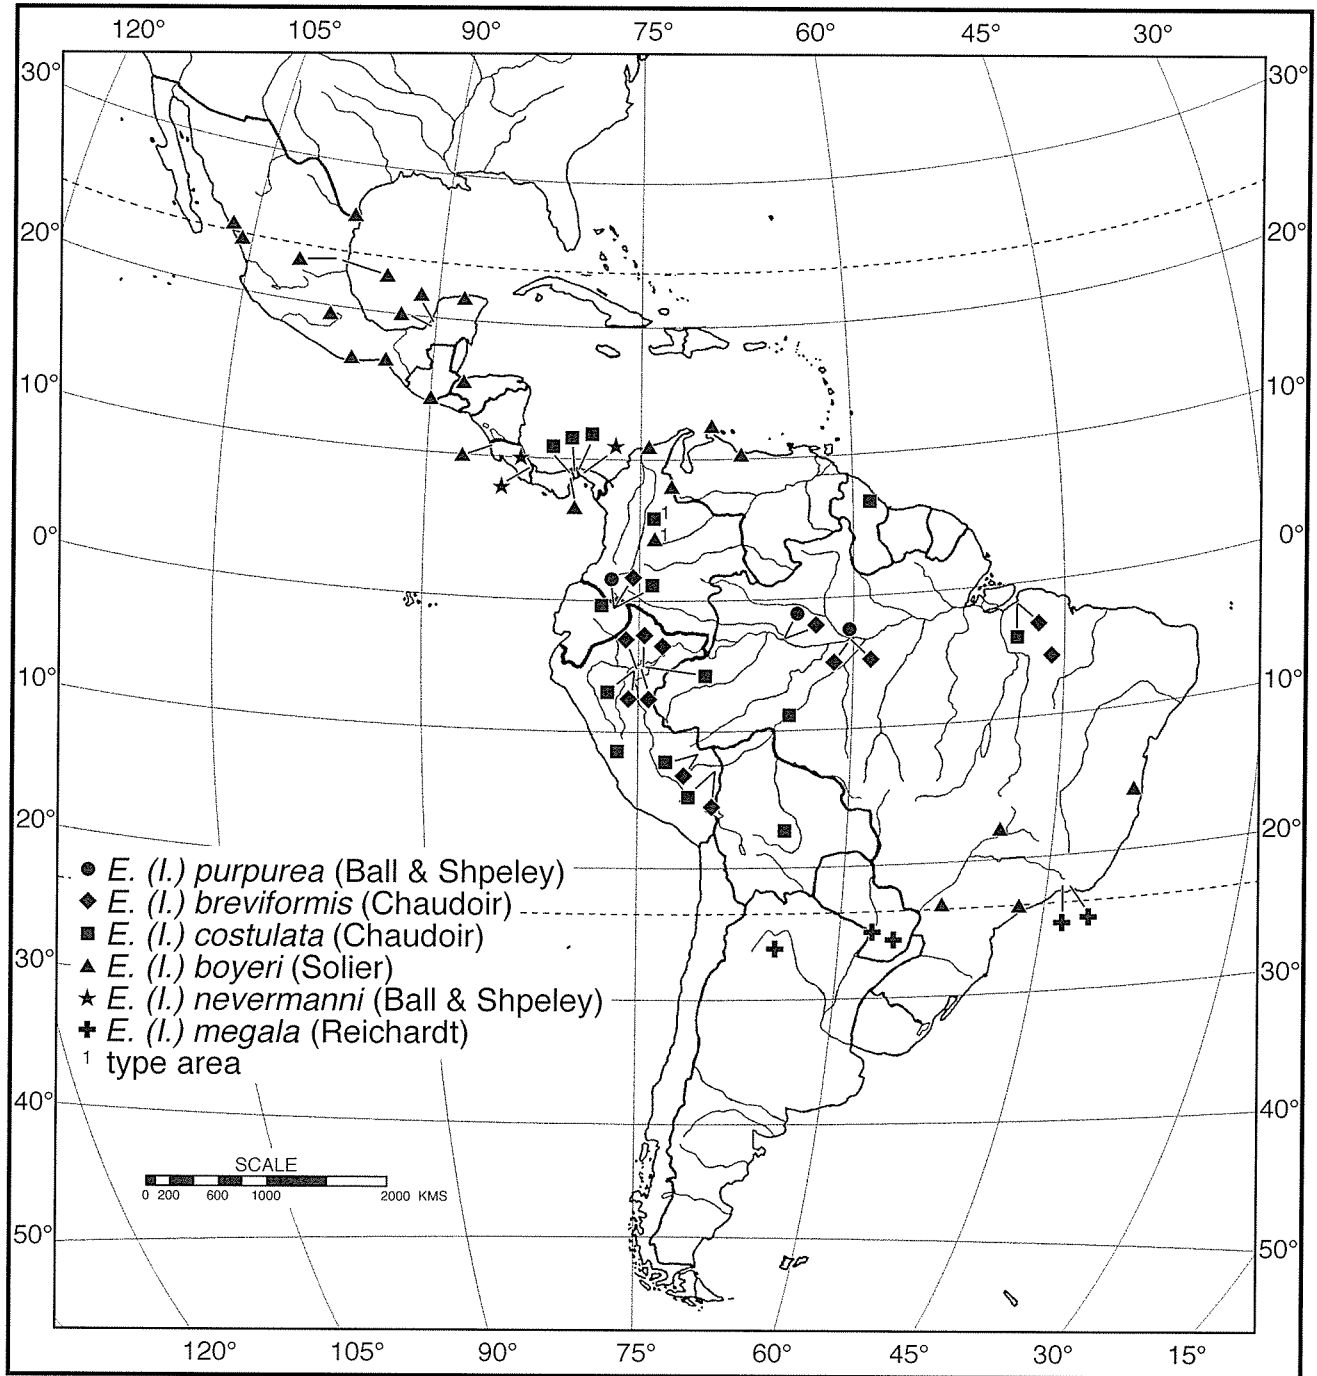 120° 105° 90° 75° 60° 45° 30°
30° 30°
20° 20°
10° 10°
1
1
0° 0°
10° 10°
20° 20°
E. (I.) purpurea (Ball & Shpeley)
E. (I.) breviformis (Chaudoir)
E. (I.) costulata (Chaudoir)
30° 30°
E. (I.) boyeri (Solier)
E. (I.) nevermanni (Ball & Shpeley)
E. (I.) megala (Reichardt)
1 type area
40° 40°
SCALE
0 200 600 1000 2000 KMS
50° 50°
120° 105° 90° 75° 60° 45° 30° 15°